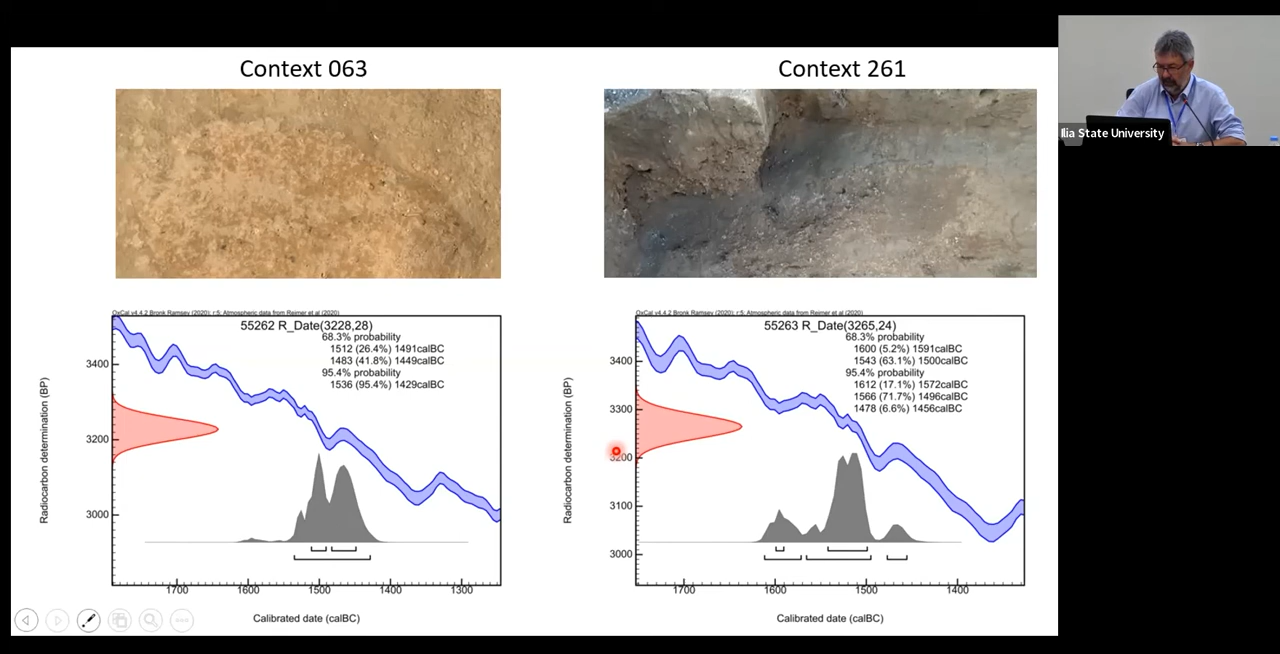 Context 063
Context 261
Ilia State University
OxCal v4.4.2 Bronk Ramsey (2020); r:5; Atmospheric data from Reimer et al (2020)
55262 R_Date(3228,28)
68.3% probability
1512 (26.4%) 1491calBC
1483 (41.8%) 1449calBC
95.4% probability
1536 (95.4%) 1429calBC
Radiocarbon determination (BP)
3400
3200
3000
1700
1600
1500
1400
1300
Calibrated date (calBC)
OxCal v4.4.2 Bronk Ramsey (2020); r:5; Atmospheric data from Reimer et al (2020)
55263 R_Date(3265,24)
68.3% probability
1600 (5.2%) 1591calBC
1543 (63.1%) 1500calBC
95.4% probability
1612 (17.1%) 1572calBC
1566 (71.7%) 1496calBC
1478 (6.6%) 1456calBC
Radiocarbon determination (BP)
3400
3300
3200
3100
3000
1700
1600
1500
1400
Calibrated date (calBC)